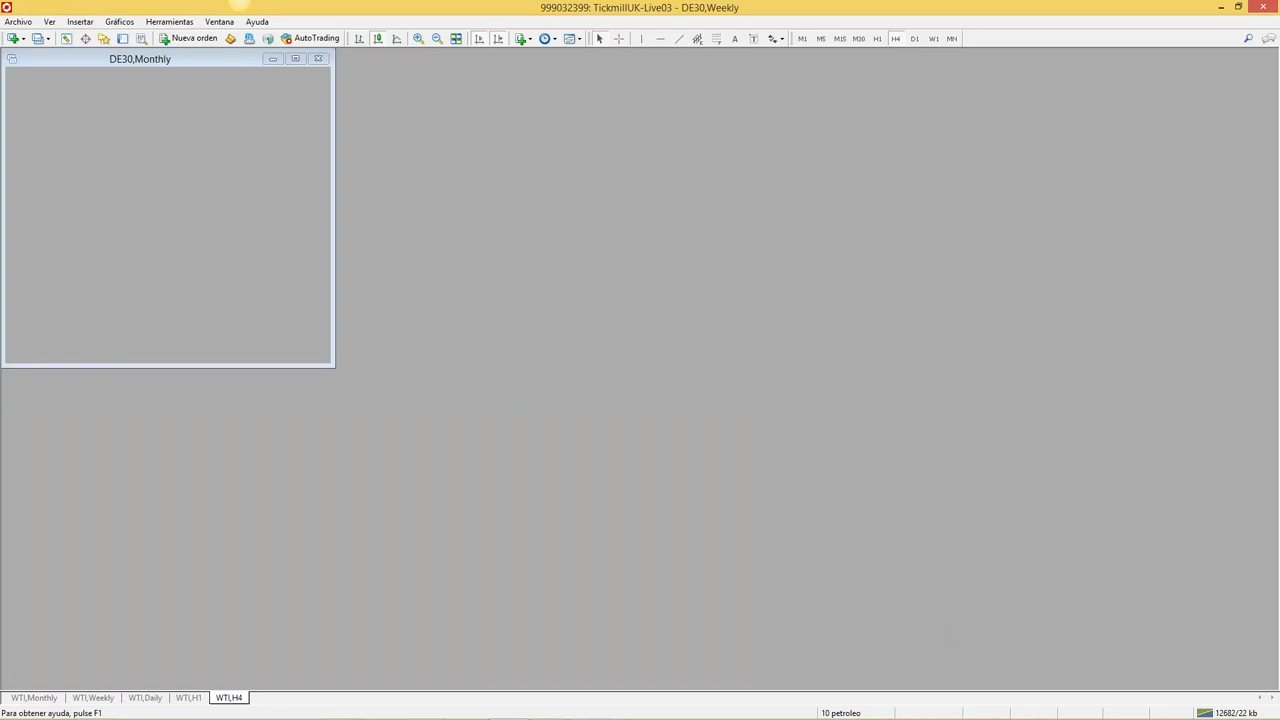 999032399: TickmillUK-Live03 - DE30,Weekly
Archivo Ver Insertar Gráficos Herramientas Ventana Ayuda
Nueva orden AutoTrading A T M1 M5 M15 M30 H1 H4 D1 W1 MN
DE30,Monthly
WTI,Monthly WTI,Weekly WTI,Daily WTI,H1 WTI,H4
Para obtener ayuda, pulse F1 10 petroleo 12682/22 kb